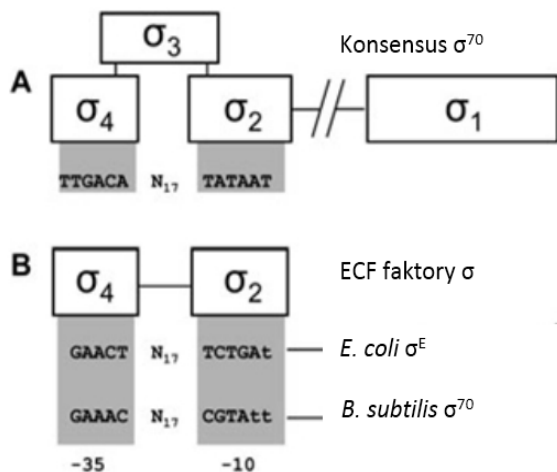 σ3
Konsensus σ70
A
σ4
σ2
σ1
TTGACA N17 TATAAT
B
σ4
σ2
ECF faktory σ
GAACT N17 TCTGAt
E. coli σE
GAAAC N17 CGTAtt
B. subtilis σ70
-35
-10